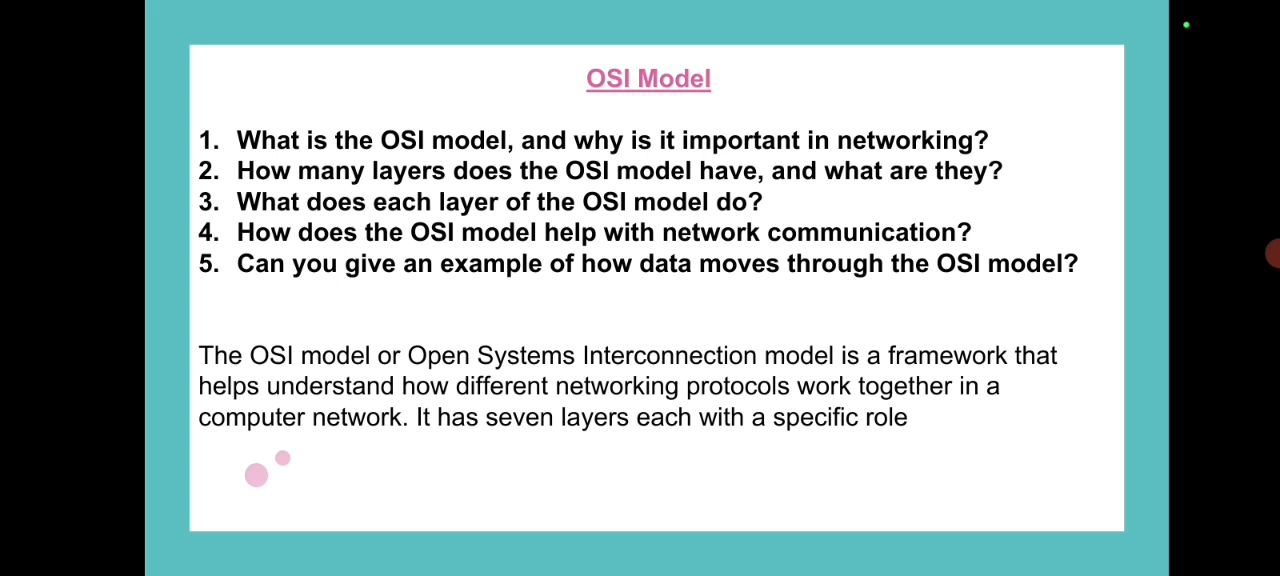 OSI Model
1. What is the OSI model, and why is it important in networking?
2. How many layers does the OSI model have, and what are they?
3. What does each layer of the OSI model do?
4. How does the OSI model help with network communication?
5. Can you give an example of how data moves through the OSI model?
The OSI model or Open Systems Interconnection model is a framework that
helps understand how different networking protocols work together in a
computer network. It has seven layers each with a specific role